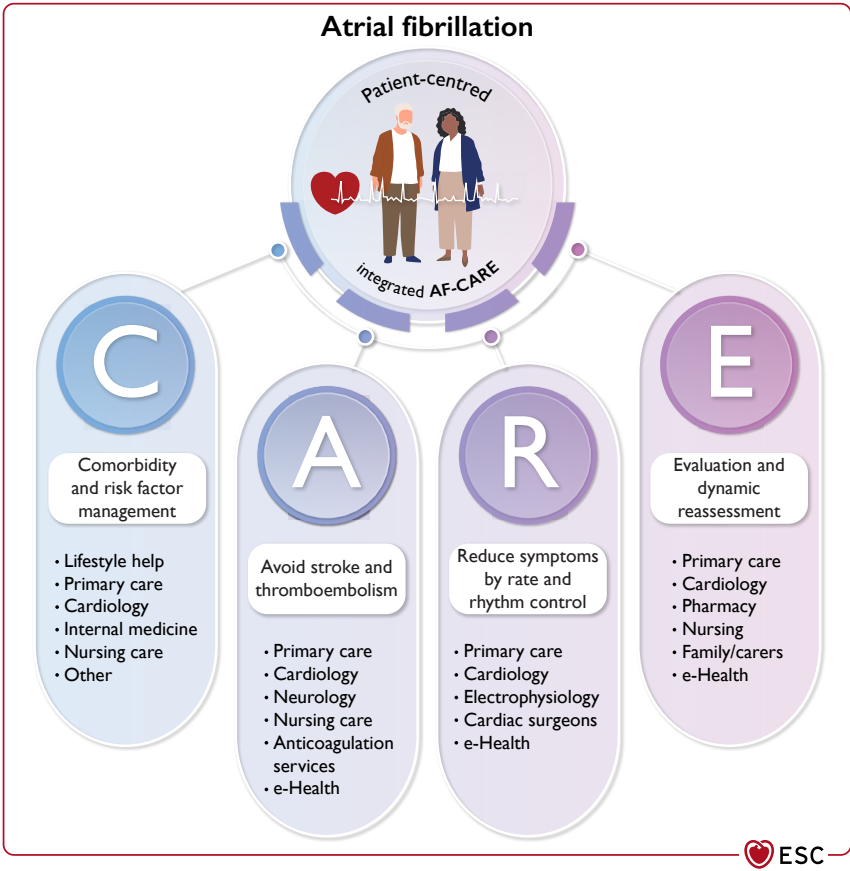 Atrial fibrillation
Patient-centred
integrated AF-CARE
C
Comorbidity
and risk factor
management
• Lifestyle help
• Primary care
• Cardiology
• Internal medicine
• Nursing care
• Other
A
Avoid stroke and
thromboembolism
• Primary care
• Cardiology
• Neurology
• Nursing care
• Anticoagulation
services
• e-Health
R
Reduce symptoms
by rate and
rhythm control
• Primary care
• Cardiology
• Electrophysiology
• Cardiac surgeons
• e-Health
E
Evaluation and
dynamic
reassessment
• Primary care
• Cardiology
• Pharmacy
• Nursing
• Family/carers
• e-Health
ESC